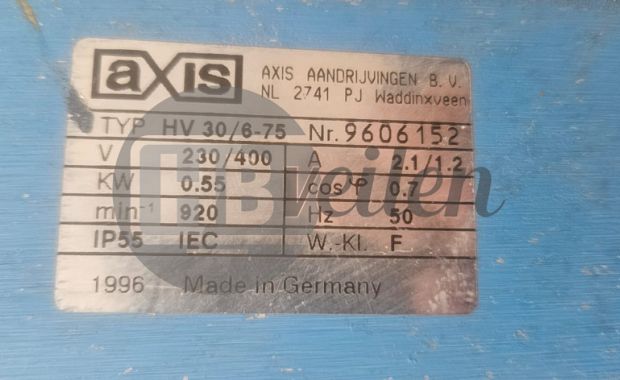 axis
AXIS AANDRIJVINGEN B.V.
NL 2741 PJ Waddinxveen
TYP HV 30/6-75 Nr. 9606152
V 230/400 A 2.1/1.2
KW 0.55 cos φ 0.7
min⁻¹ 920 Hz 50
IP55 IEC W.-Kl. F
1996 Made in Germany
HB veilen